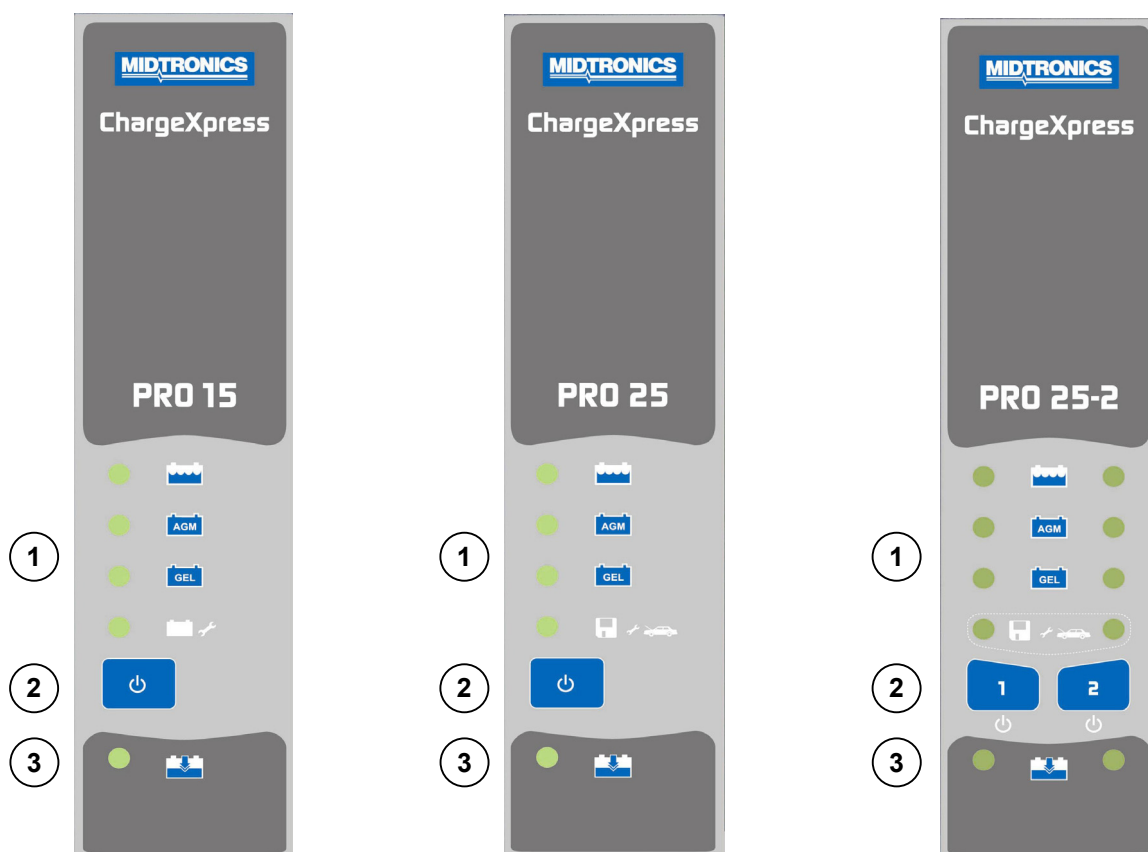 MIDTRONICS
ChargeXpress
PRO 15
AGM
GEL
1
2
3
MIDTRONICS
ChargeXpress
PRO 25
AGM
GEL
1
2
3
MIDTRONICS
ChargeXpress
PRO 25-2
AGM
GEL
1
2
1
2
3